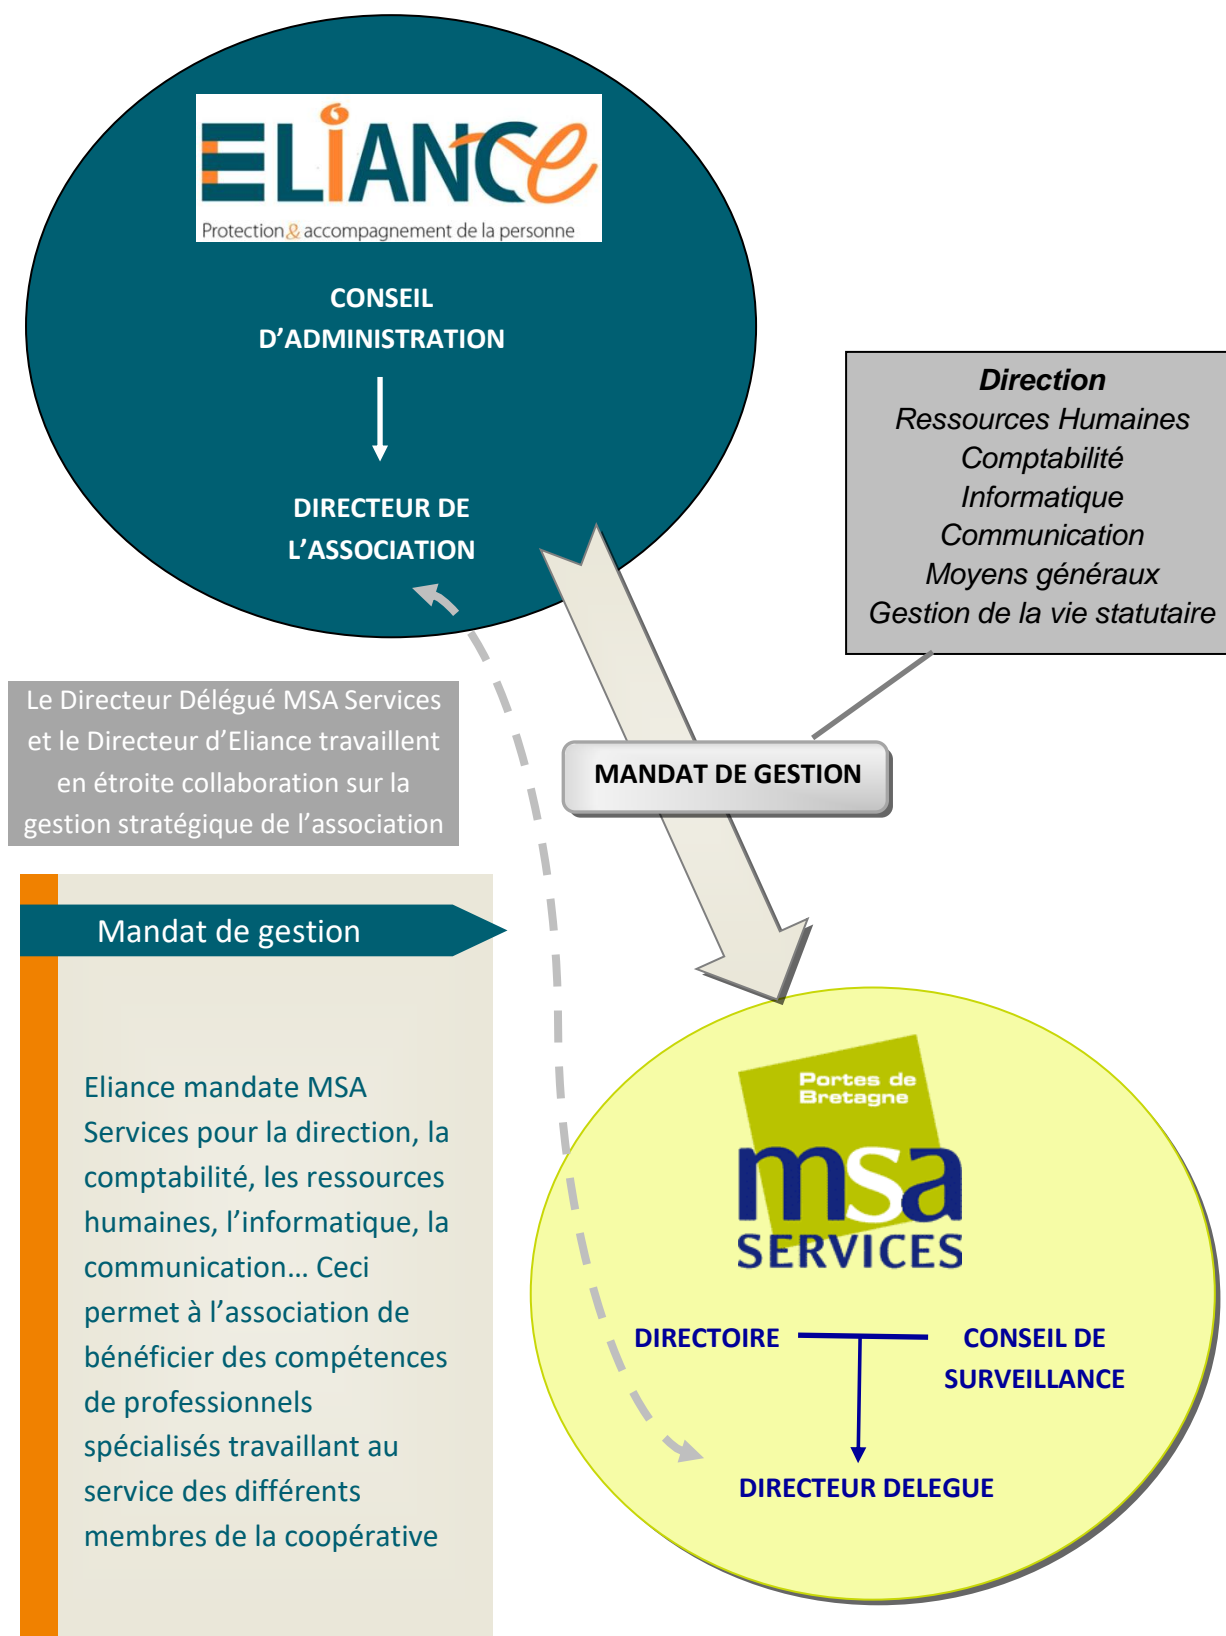 ELiANCe
Protection & accompagnement de la personne
CONSEIL
D’ADMINISTRATION
DIRECTEUR DE
L’ASSOCIATION
Direction
Ressources Humaines
Comptabilité
Informatique
Communication
Moyens généraux
Gestion de la vie statutaire
Le Directeur Délégué MSA Services
et le Directeur d’Eliance travaillent
en étroite collaboration sur la
gestion stratégique de l’association
MANDAT DE GESTION
Mandat de gestion
Eliance mandate MSA
Services pour la direction, la
comptabilité, les ressources
humaines, l’informatique, la
communication… Ceci
permet à l’association de
bénéficier des compétences
de professionnels
spécialisés travaillant au
service des différents
membres de la coopérative
Portes de
Bretagne
msa
SERVICES
DIRECTOIRE
CONSEIL DE
SURVEILLANCE
DIRECTEUR DELEGUE